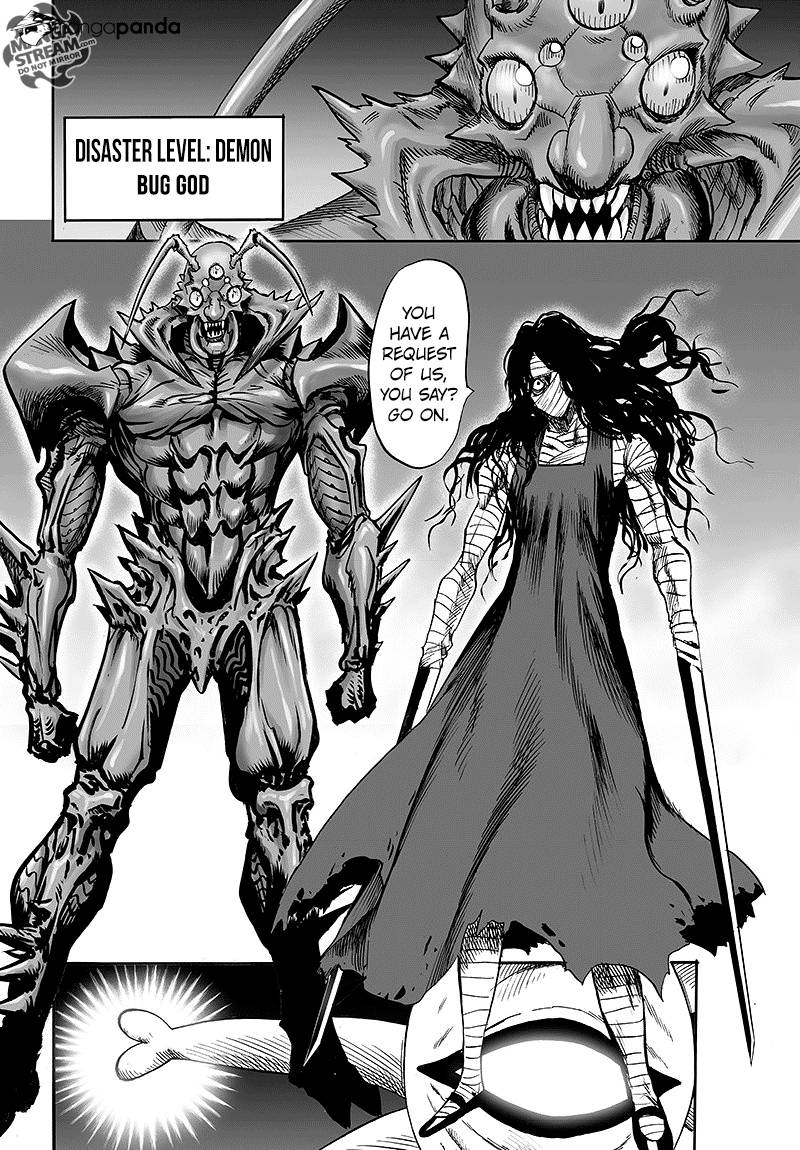 mangapanda
MANGA
STREAM
DO NOT MIRROR.COM
DISASTER LEVEL: DEMON
BUG GOD
YOU
HAVE A
REQUEST
OF US,
YOU SAY?
GO ON.